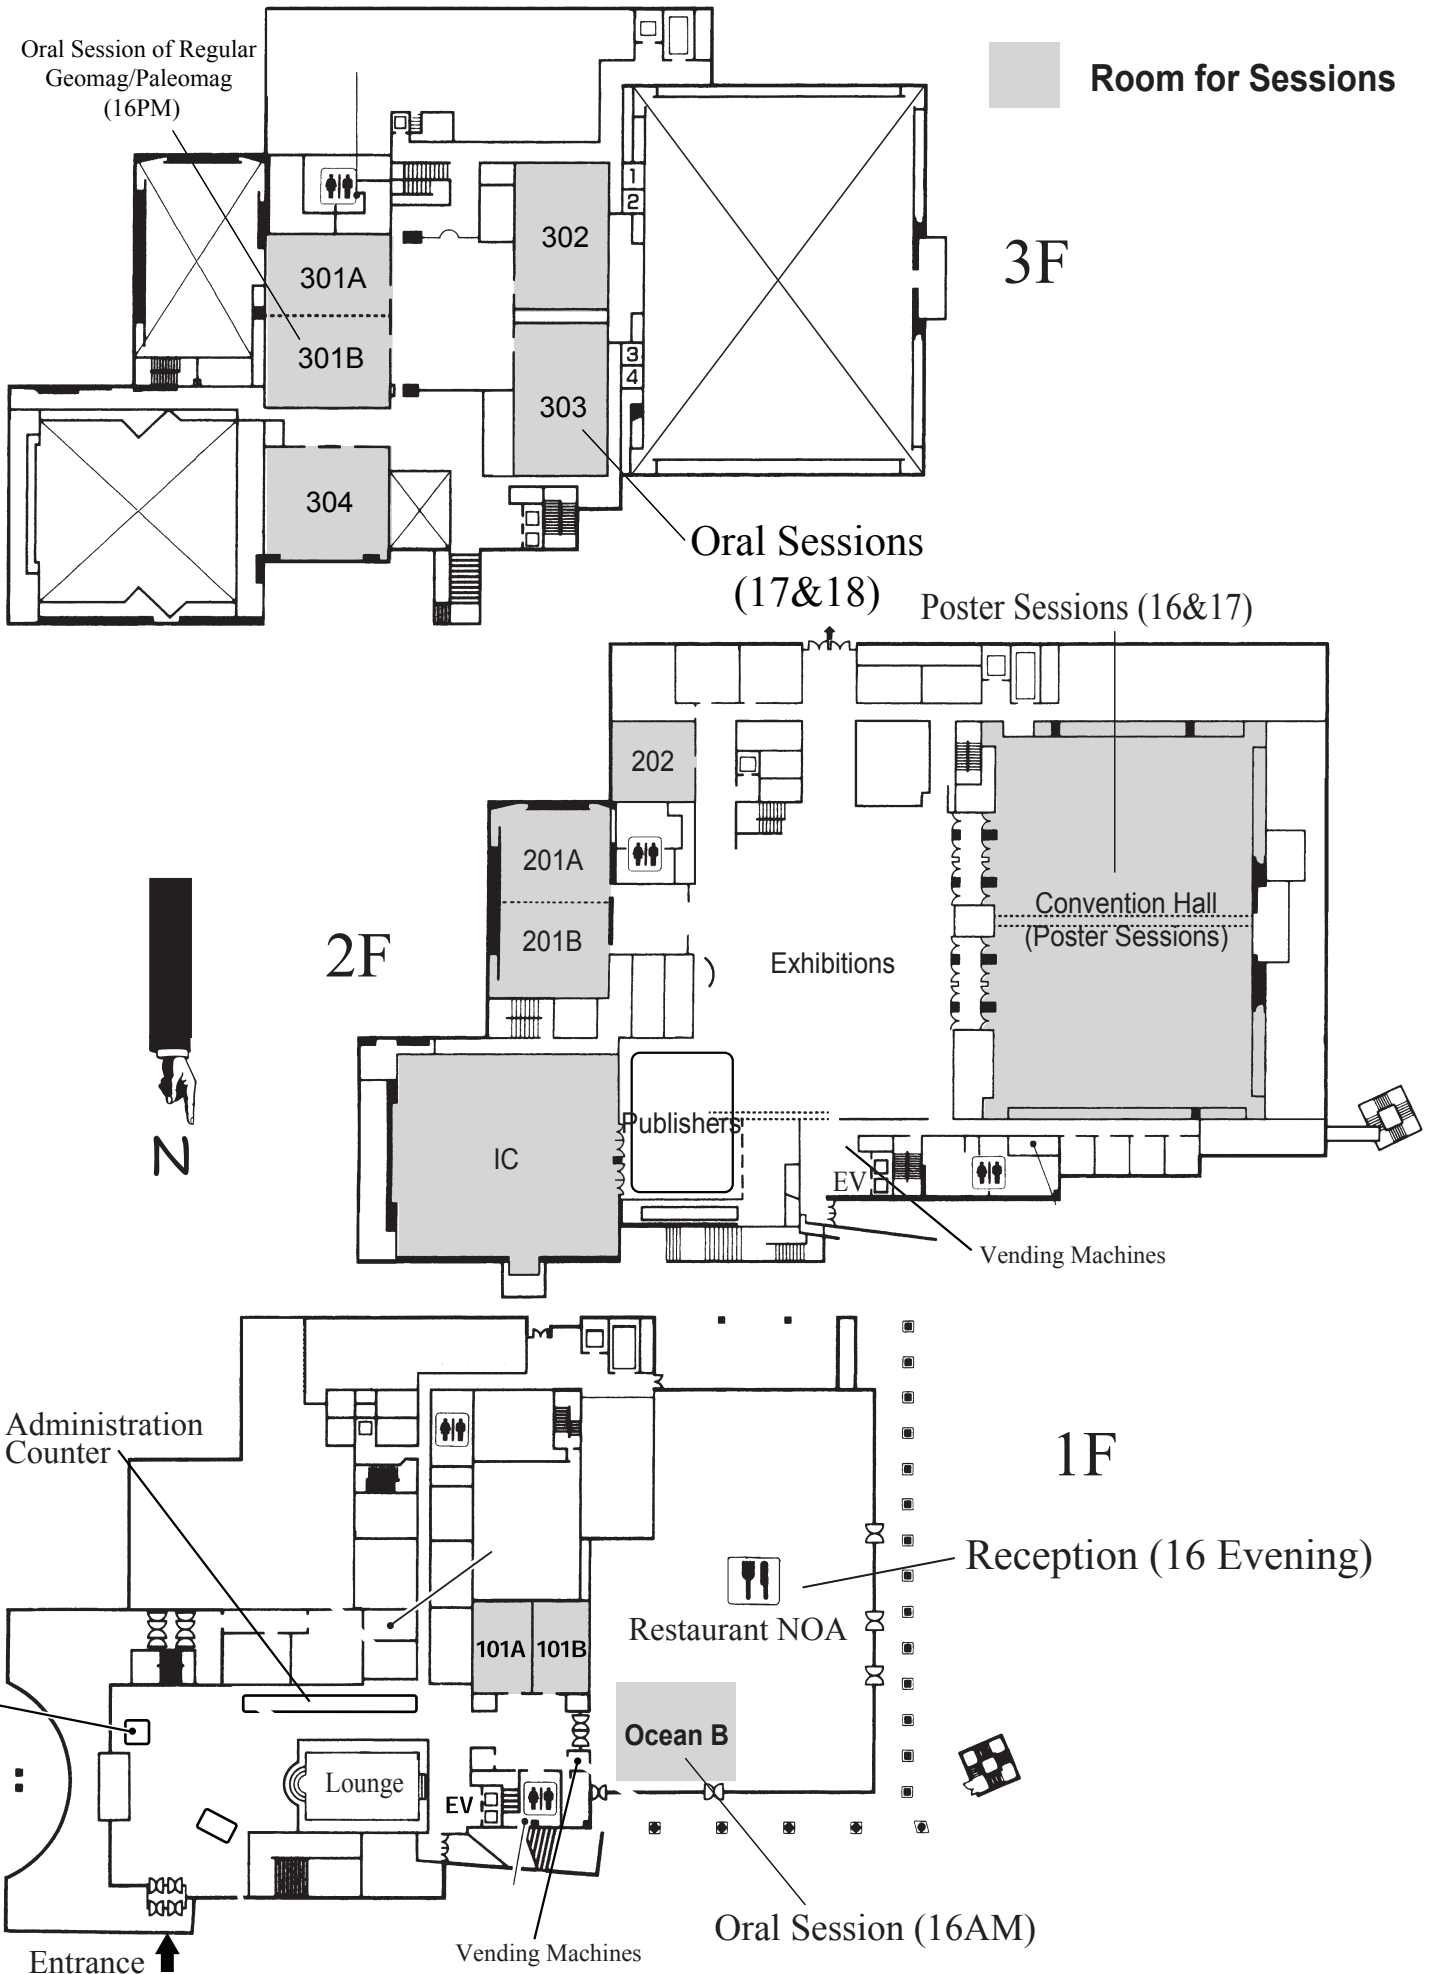 Oral Session of Regular
Geomag/Paleomag
(16PM)
Room for Sessions
1
2
302
301A
3F
301B
3
4
303
304
Oral Sessions
(17&18)
Poster Sessions (16&17)
202
201A
Convention Hall
(Poster Sessions)
201B
2F
Exhibitions
Publishers
N
IC
EV
Vending Machines
Administration
Counter
1F
Reception (16 Evening)
Restaurant NOA
101A
101B
Ocean B
Lounge
EV
Oral Session (16AM)
Vending Machines
Entrance